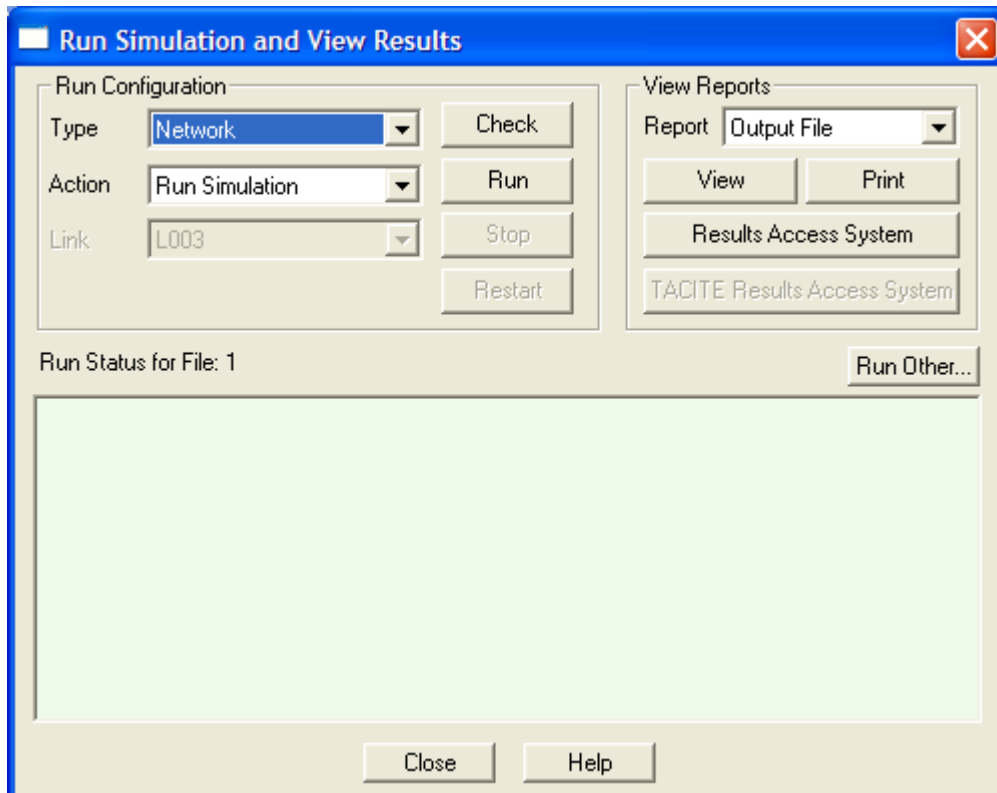 Run Simulation and View Results
Run Configuration
Type
Network
Check
Action
Run Simulation
Run
Link
L003
Stop
Restart
View Reports
Report
Output File
View
Print
Results Access System
TACITE Results Access System
Run Status for File: 1
Run Other...
Close
Help